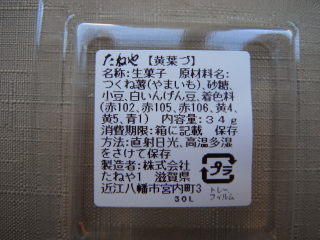 たねや【黄葉づ】
名称:生菓子 原材料名:
つくね薯(やまいも)、砂糖、
小豆、白いんげん豆、着色料
(赤102、赤105、赤106、黄4、
黄5、青1) 内容量:34g
消費期限:箱に記載 保存
方法:直射日光、高温多湿
をさけて保存
製造者:株式会社
たねや1 滋賀県
近江八幡市宮内町3
30L
プラ
トレー
フィルム